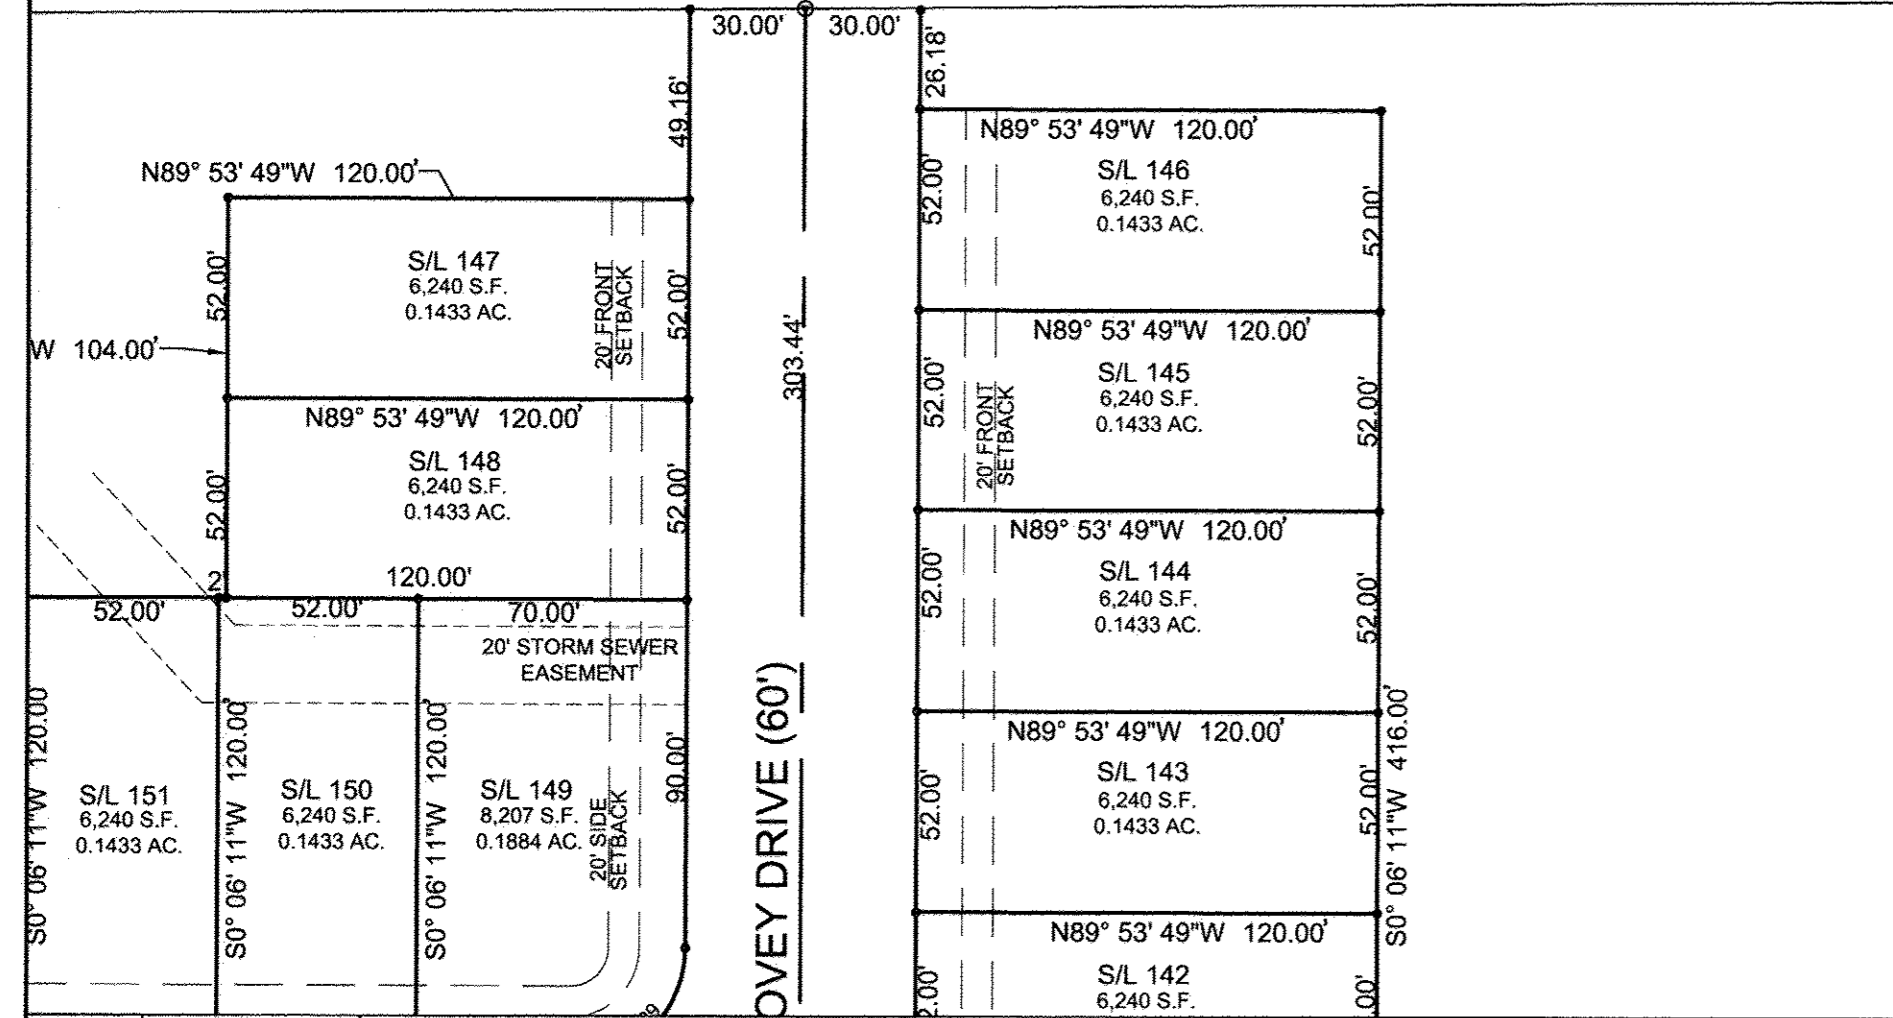 30.00'
30.00'
26.18'
49.16'
N89° 53' 49"W 120.00'
N89° 53' 49"W 120.00'
S/L 146
6,240 S.F.
0.1433 AC.
52.00'
52.00'
S/L 147
6,240 S.F.
0.1433 AC.
52.00'
52.00'
20' FRONT
SETBACK
W 104.00'
303.44'
N89° 53' 49"W 120.00'
S/L 145
6,240 S.F.
0.1433 AC.
52.00'
52.00'
20' FRONT
SETBACK
N89° 53' 49"W 120.00'
S/L 148
6,240 S.F.
0.1433 AC.
52.00'
52.00'
N89° 53' 49"W 120.00'
S/L 144
6,240 S.F.
0.1433 AC.
52.00'
52.00'
2
120.00'
52.00'
52.00'
70.00'
20' STORM SEWER
EASEMENT
N89° 53' 49"W 120.00'
S/L 143
6,240 S.F.
0.1433 AC.
52.00'
52.00'
S0° 06' 11"W 416.00'
S0° 06' 11"W 120.00
S/L 151
6,240 S.F.
0.1433 AC.
S0° 06' 11"W 120.00'
S/L 150
6,240 S.F.
0.1433 AC.
S0° 06' 11"W 120.00'
S/L 149
8,207 S.F.
0.1884 AC.
20' SIDE
SETBACK
90.00'
OVEY DRIVE (60')
N89° 53' 49"W 120.00'
S/L 142
6,240 S.F.
2.00'
.00'